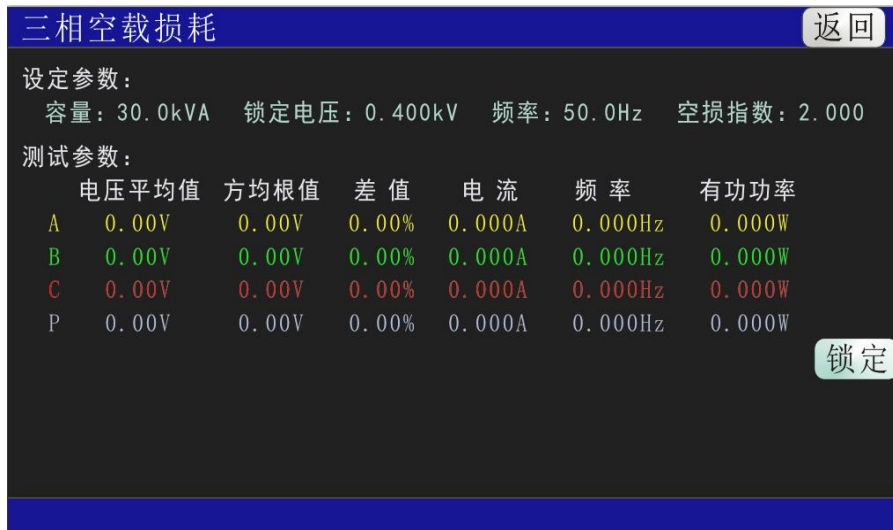 三相空载损耗 返回
设定参数：
容量：30.0kVA 锁定电压：0.400kV 频率：50.0Hz 空损指数：2.000
测试参数：
电压平均值 方均根值 差值 电流 频率 有功功率
A 0.00V 0.00V 0.00% 0.000A 0.000Hz 0.000W
B 0.00V 0.00V 0.00% 0.000A 0.000Hz 0.000W
C 0.00V 0.00V 0.00% 0.000A 0.000Hz 0.000W
P 0.00V 0.00V 0.00% 0.000A 0.000Hz 0.000W
锁定